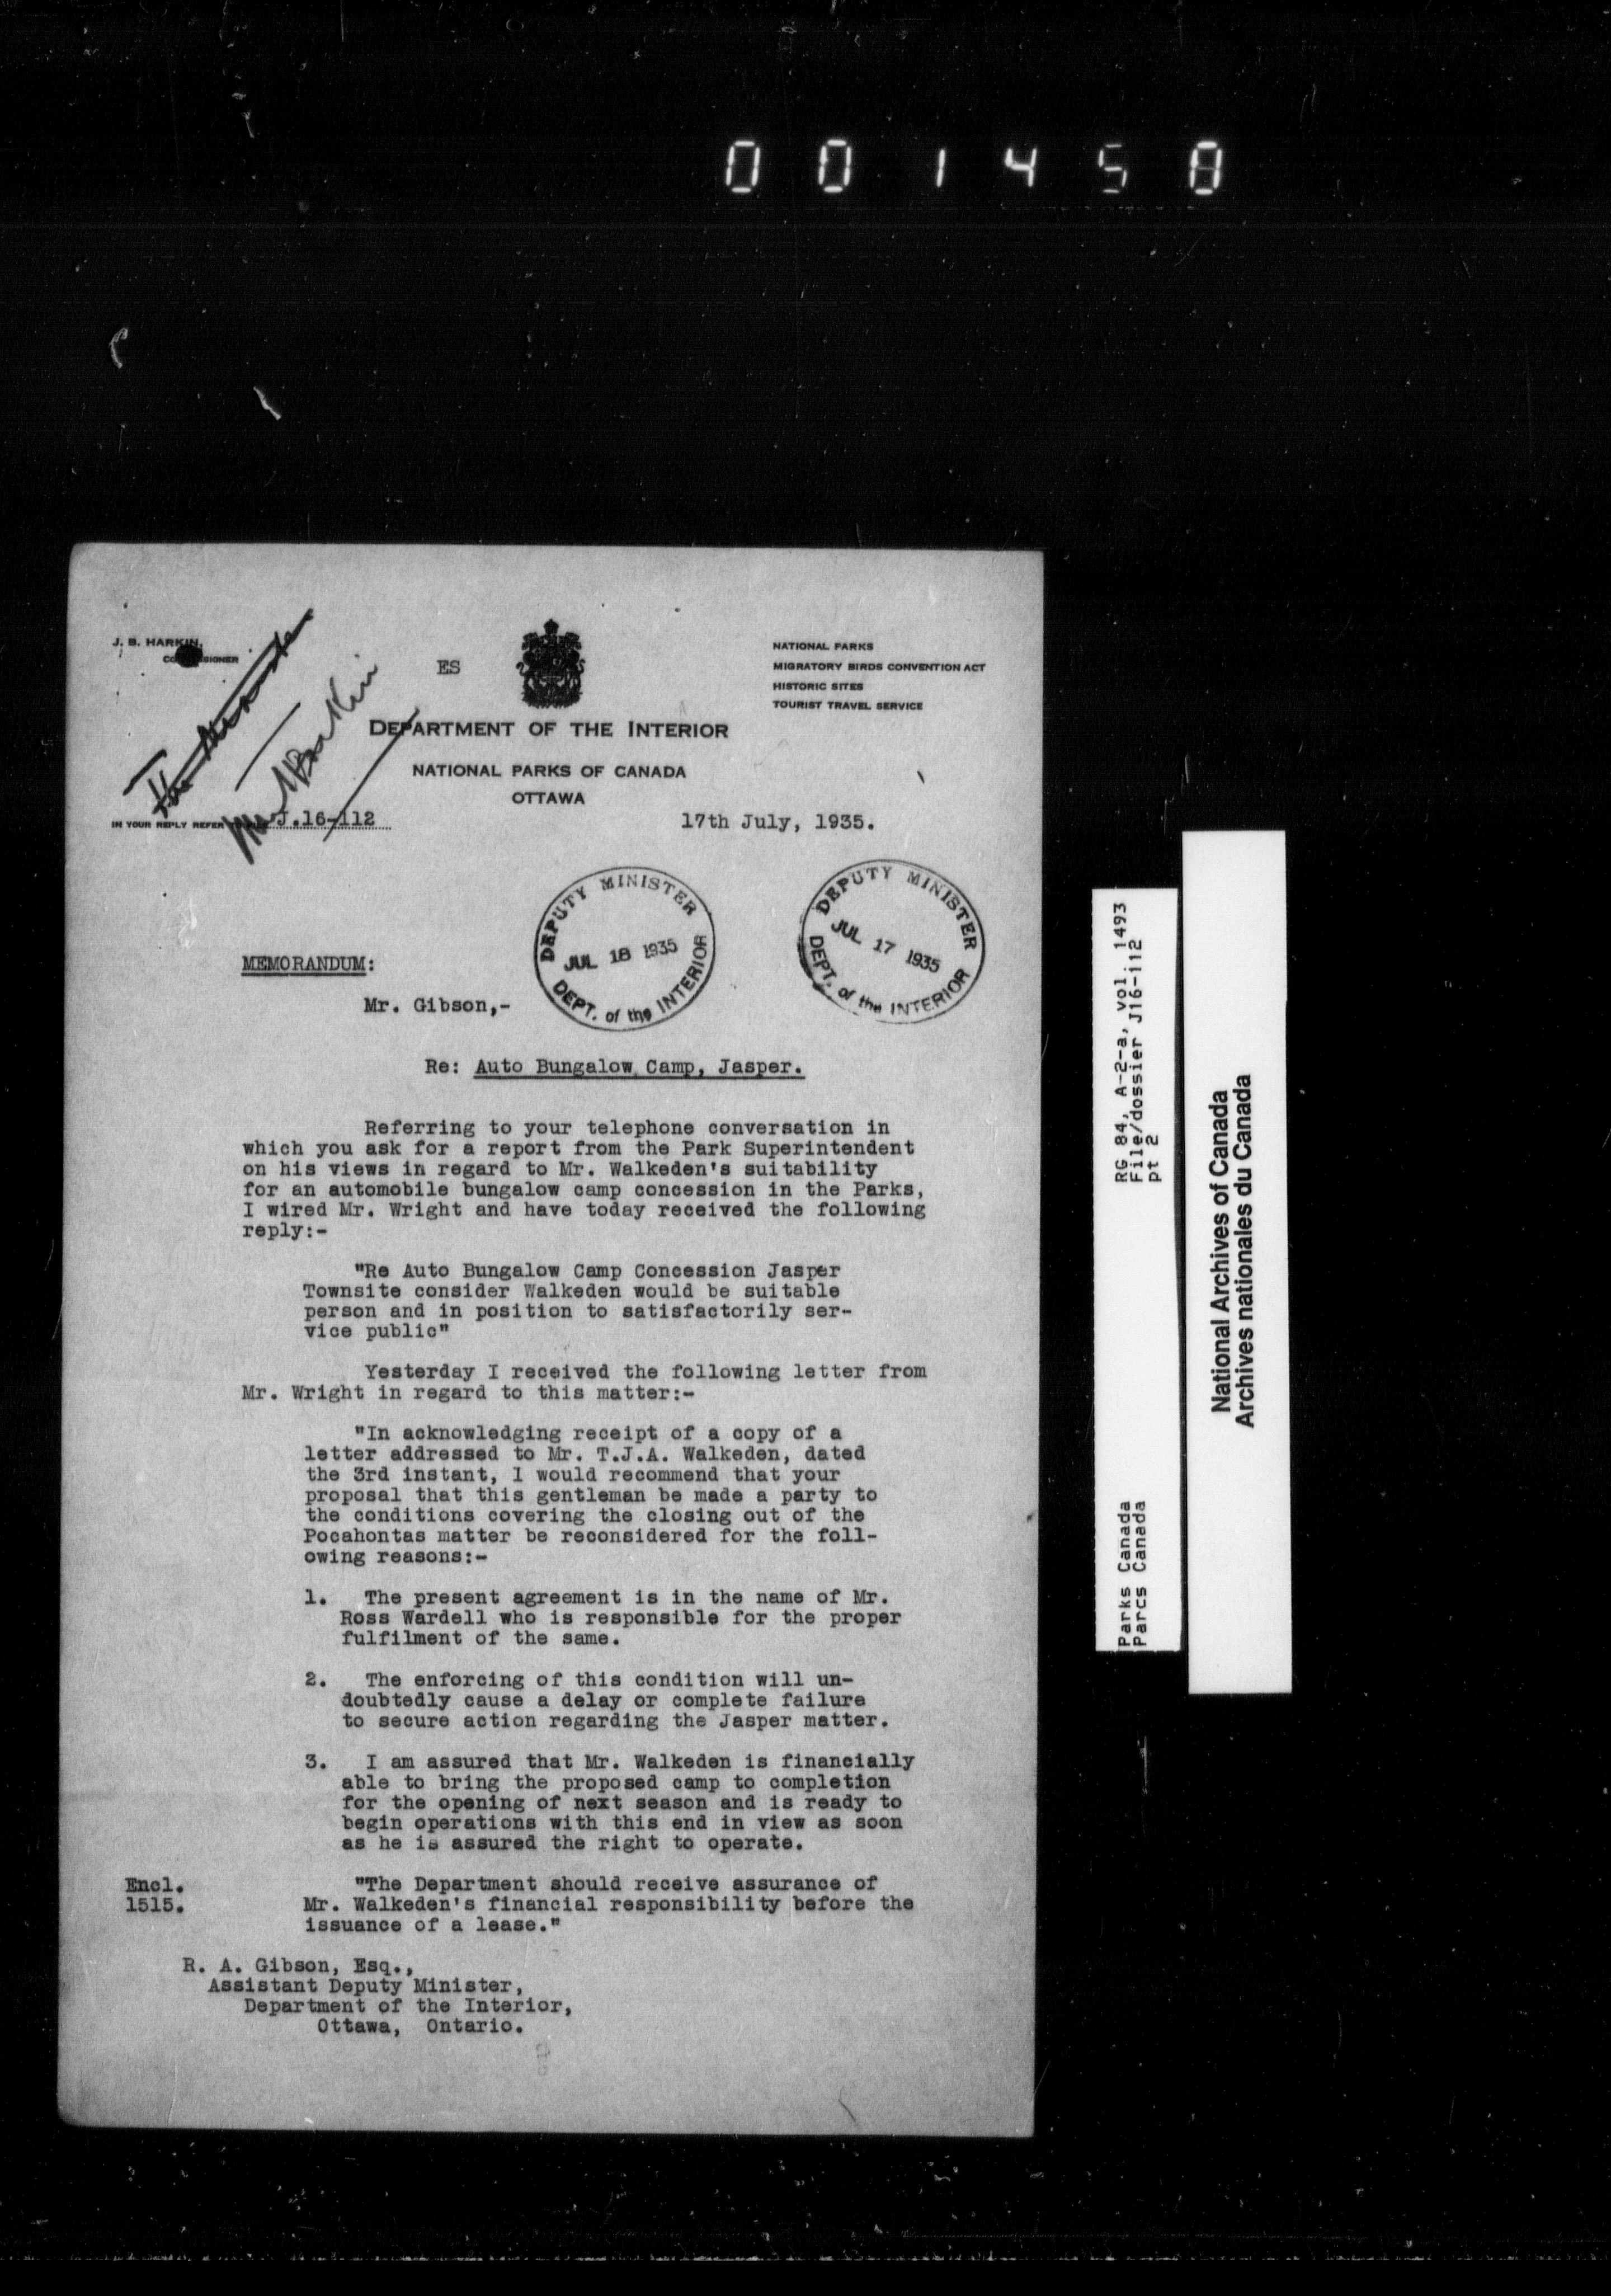 001458
J. B. HARKIN,
ES
NATIONAL PARKS
MIGRATORY BIRDS CONVENTION ACT
HISTORIC SITES
TOURIST TRAVEL SERVICE
DEPARTMENT OF THE INTERIOR
NATIONAL PARKS OF CANADA
OTTAWA
Mr Harkin
IN YOUR REPLY REFER J.16-112
17th July, 1935.
DEPUTY MINISTER
JUL 18 1935
DEPT. of the INTERIOR
DEPUTY MINISTER
JUL 17 1935
DEPT. of the INTERIOR
MEMORANDUM:
Mr. Gibson,-
Re: Auto Bungalow Camp, Jasper.
Referring to your telephone conversation in
which you ask for a report from the Park Superintendent
on his views in regard to Mr. Walkeden's suitability
for an automobile bungalow camp concession in the Parks,
I wired Mr. Wright and have today received the following
reply:-
"Re Auto Bungalow Camp Concession Jasper
Townsite consider Walkeden would be suitable
person and in position to satisfactorily ser-
vice public"
Yesterday I received the following letter from
Mr. Wright in regard to this matter:-
"In acknowledging receipt of a copy of a
letter addressed to Mr. T.J.A. Walkeden, dated
the 3rd instant, I would recommend that your
proposal that this gentleman be made a party to
the conditions covering the closing out of the
Pocahontas matter be reconsidered for the foll-
owing reasons:-
1. The present agreement is in the name of Mr.
Ross Wardell who is responsible for the proper
fulfilment of the same.
2. The enforcing of this condition will un-
doubtedly cause a delay or complete failure
to secure action regarding the Jasper matter.
3. I am assured that Mr. Walkeden is financially
able to bring the proposed camp to completion
for the opening of next season and is ready to
begin operations with this end in view as soon
as he is assured the right to operate.
Encl.
1515.
"The Department should receive assurance of
Mr. Walkeden's financial responsibility before the
issuance of a lease."
R. A. Gibson, Esq.,
Assistant Deputy Minister,
Department of the Interior,
Ottawa, Ontario.
RG 84, A-2-a, vol. 1493
File/dossier J16-112
pt 2
Parks Canada
Parcs Canada
National Archives of Canada
Archives nationales du Canada